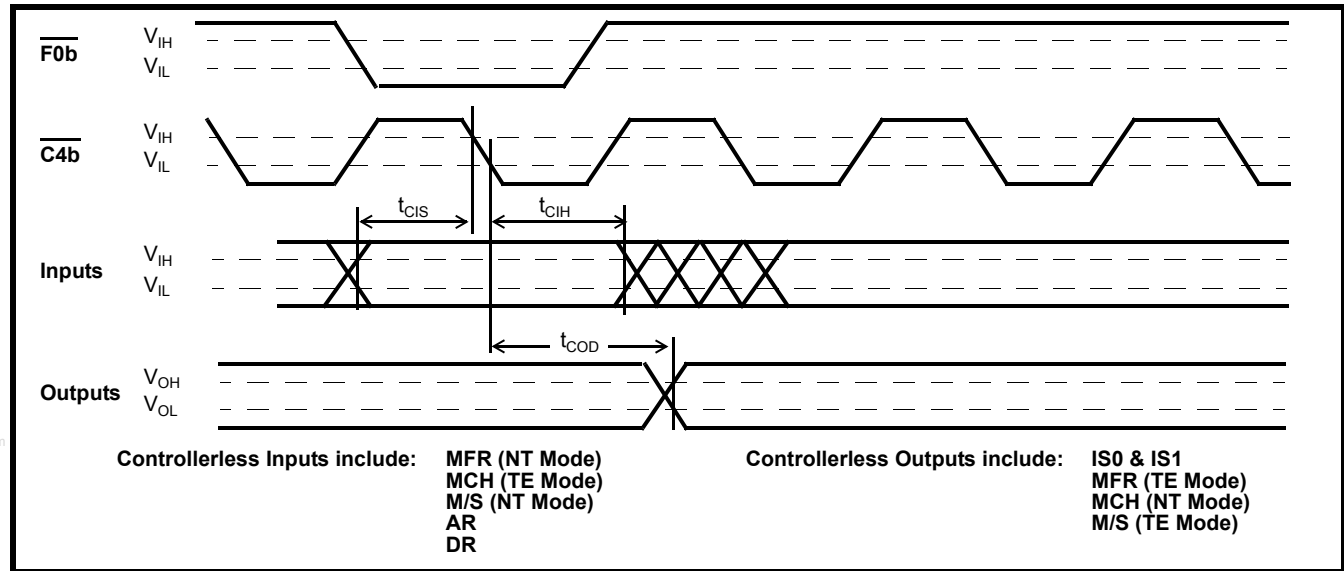 F0b
VIH
VIL
C4b
VIH
VIL
tCIS
tCIH
Inputs
VIH
VIL
tCOD
Outputs
VOH
VOL
Controllerless Inputs include: MFR (NT Mode)
MCH (TE Mode)
M/S (NT Mode)
AR
DR
Controllerless Outputs include: IS0 & IS1
MFR (TE Mode)
MCH (NT Mode)
M/S (TE Mode)